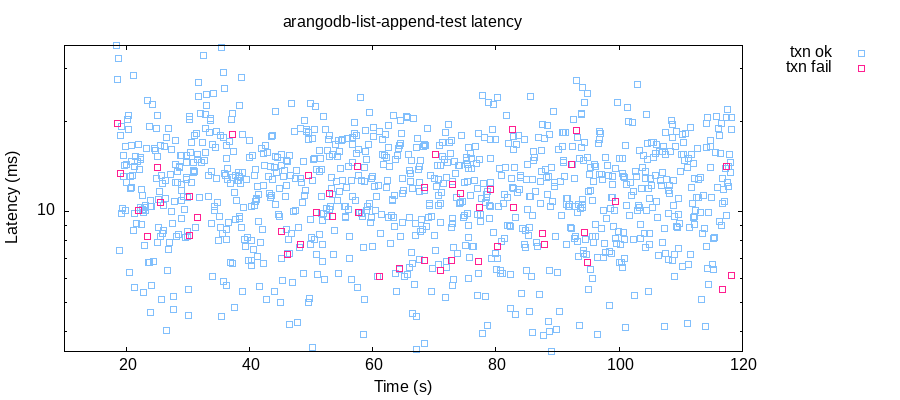 arangodb-list-append-test latency
txn ok
txn fail
Latency (ms)
10
20
40
60
80
100
120
Time (s)